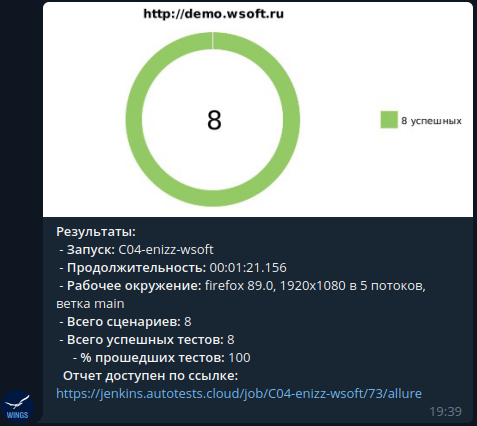 http://demo.wsoft.ru
8
8 успешных
Результаты:
- Запуск: C04-enizz-wsoft
- Продолжительность: 00:01:21.156
- Рабочее окружение: firefox 89.0, 1920x1080 в 5 потоков,
ветка main
- Всего сценариев: 8
- Всего успешных тестов: 8
- % прошедших тестов: 100
Отчет доступен по ссылке:
https://jenkins.autotests.cloud/job/C04-enizz-wsoft/73/allure
19:39
WINGS